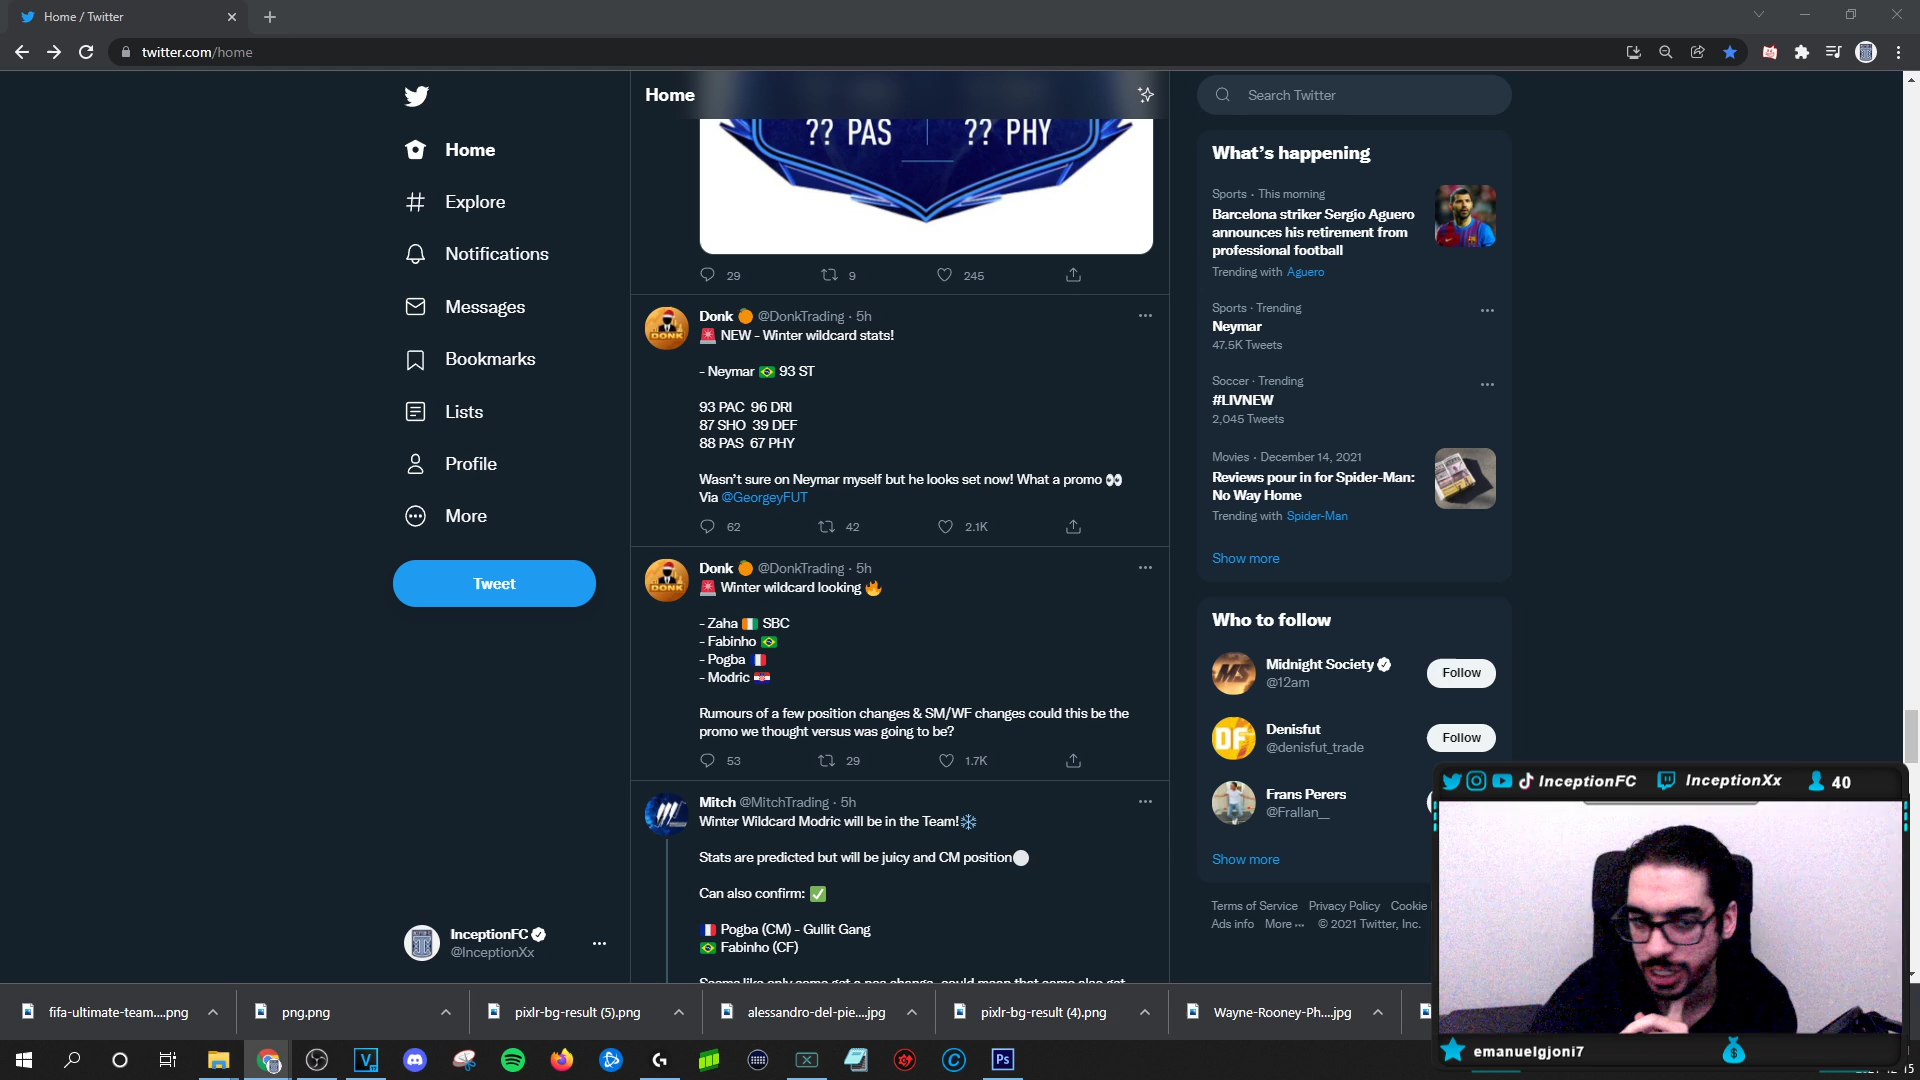 Home / Twitter
twitter.com/home
Home
Explore
Notifications
Messages
Bookmarks
Lists
Profile
More
Tweet
InceptionFC
@InceptionXx
Home
?? PAS ?? PHY
29 9 245
Donk @DonkTrading · 5h
NEW - Winter wildcard stats!
- Neymar 93 ST
93 PAC 96 DRI
87 SHO 39 DEF
88 PAS 67 PHY
Wasn't sure on Neymar myself but he looks set now! What a promo
Via @GeorgeyFUT
62 42 2.1K
Donk @DonkTrading · 5h
Winter wildcard looking
- Zaha SBC
- Fabinho
- Pogba
- Modric
Rumours of a few position changes & SM/WF changes could this be the
promo we thought versus was going to be?
53 29 1.7K
Mitch @MitchTrading · 5h
Winter Wildcard Modric will be in the Team!
Stats are predicted but will be juicy and CM position
Can also confirm:
Pogba (CM) - Gullit Gang
Fabinho (CF)
Search Twitter
What's happening
Sports · This morning
Barcelona striker Sergio Aguero
announces his retirement from
professional football
Trending with Aguero
Sports · Trending
Neymar
47.5K Tweets
Soccer · Trending
#LIVNEW
2,045 Tweets
Movies · December 14, 2021
Reviews pour in for Spider-Man:
No Way Home
Trending with Spider-Man
Show more
Who to follow
Midnight Society
@12am
Follow
Denisfut
@denisfut_trade
Follow
Frans Perers
@Frallan__
Show more
Terms of Service Privacy Policy Cookie
Ads info More © 2021 Twitter, Inc.
InceptionFC InceptionXx 40
emanuelgjoni7
fifa-ultimate-team....png
png.png
pixlr-bg-result (5).png
alessandro-del-pie....jpg
pixlr-bg-result (4).png
Wayne-Rooney-Ph....jpg